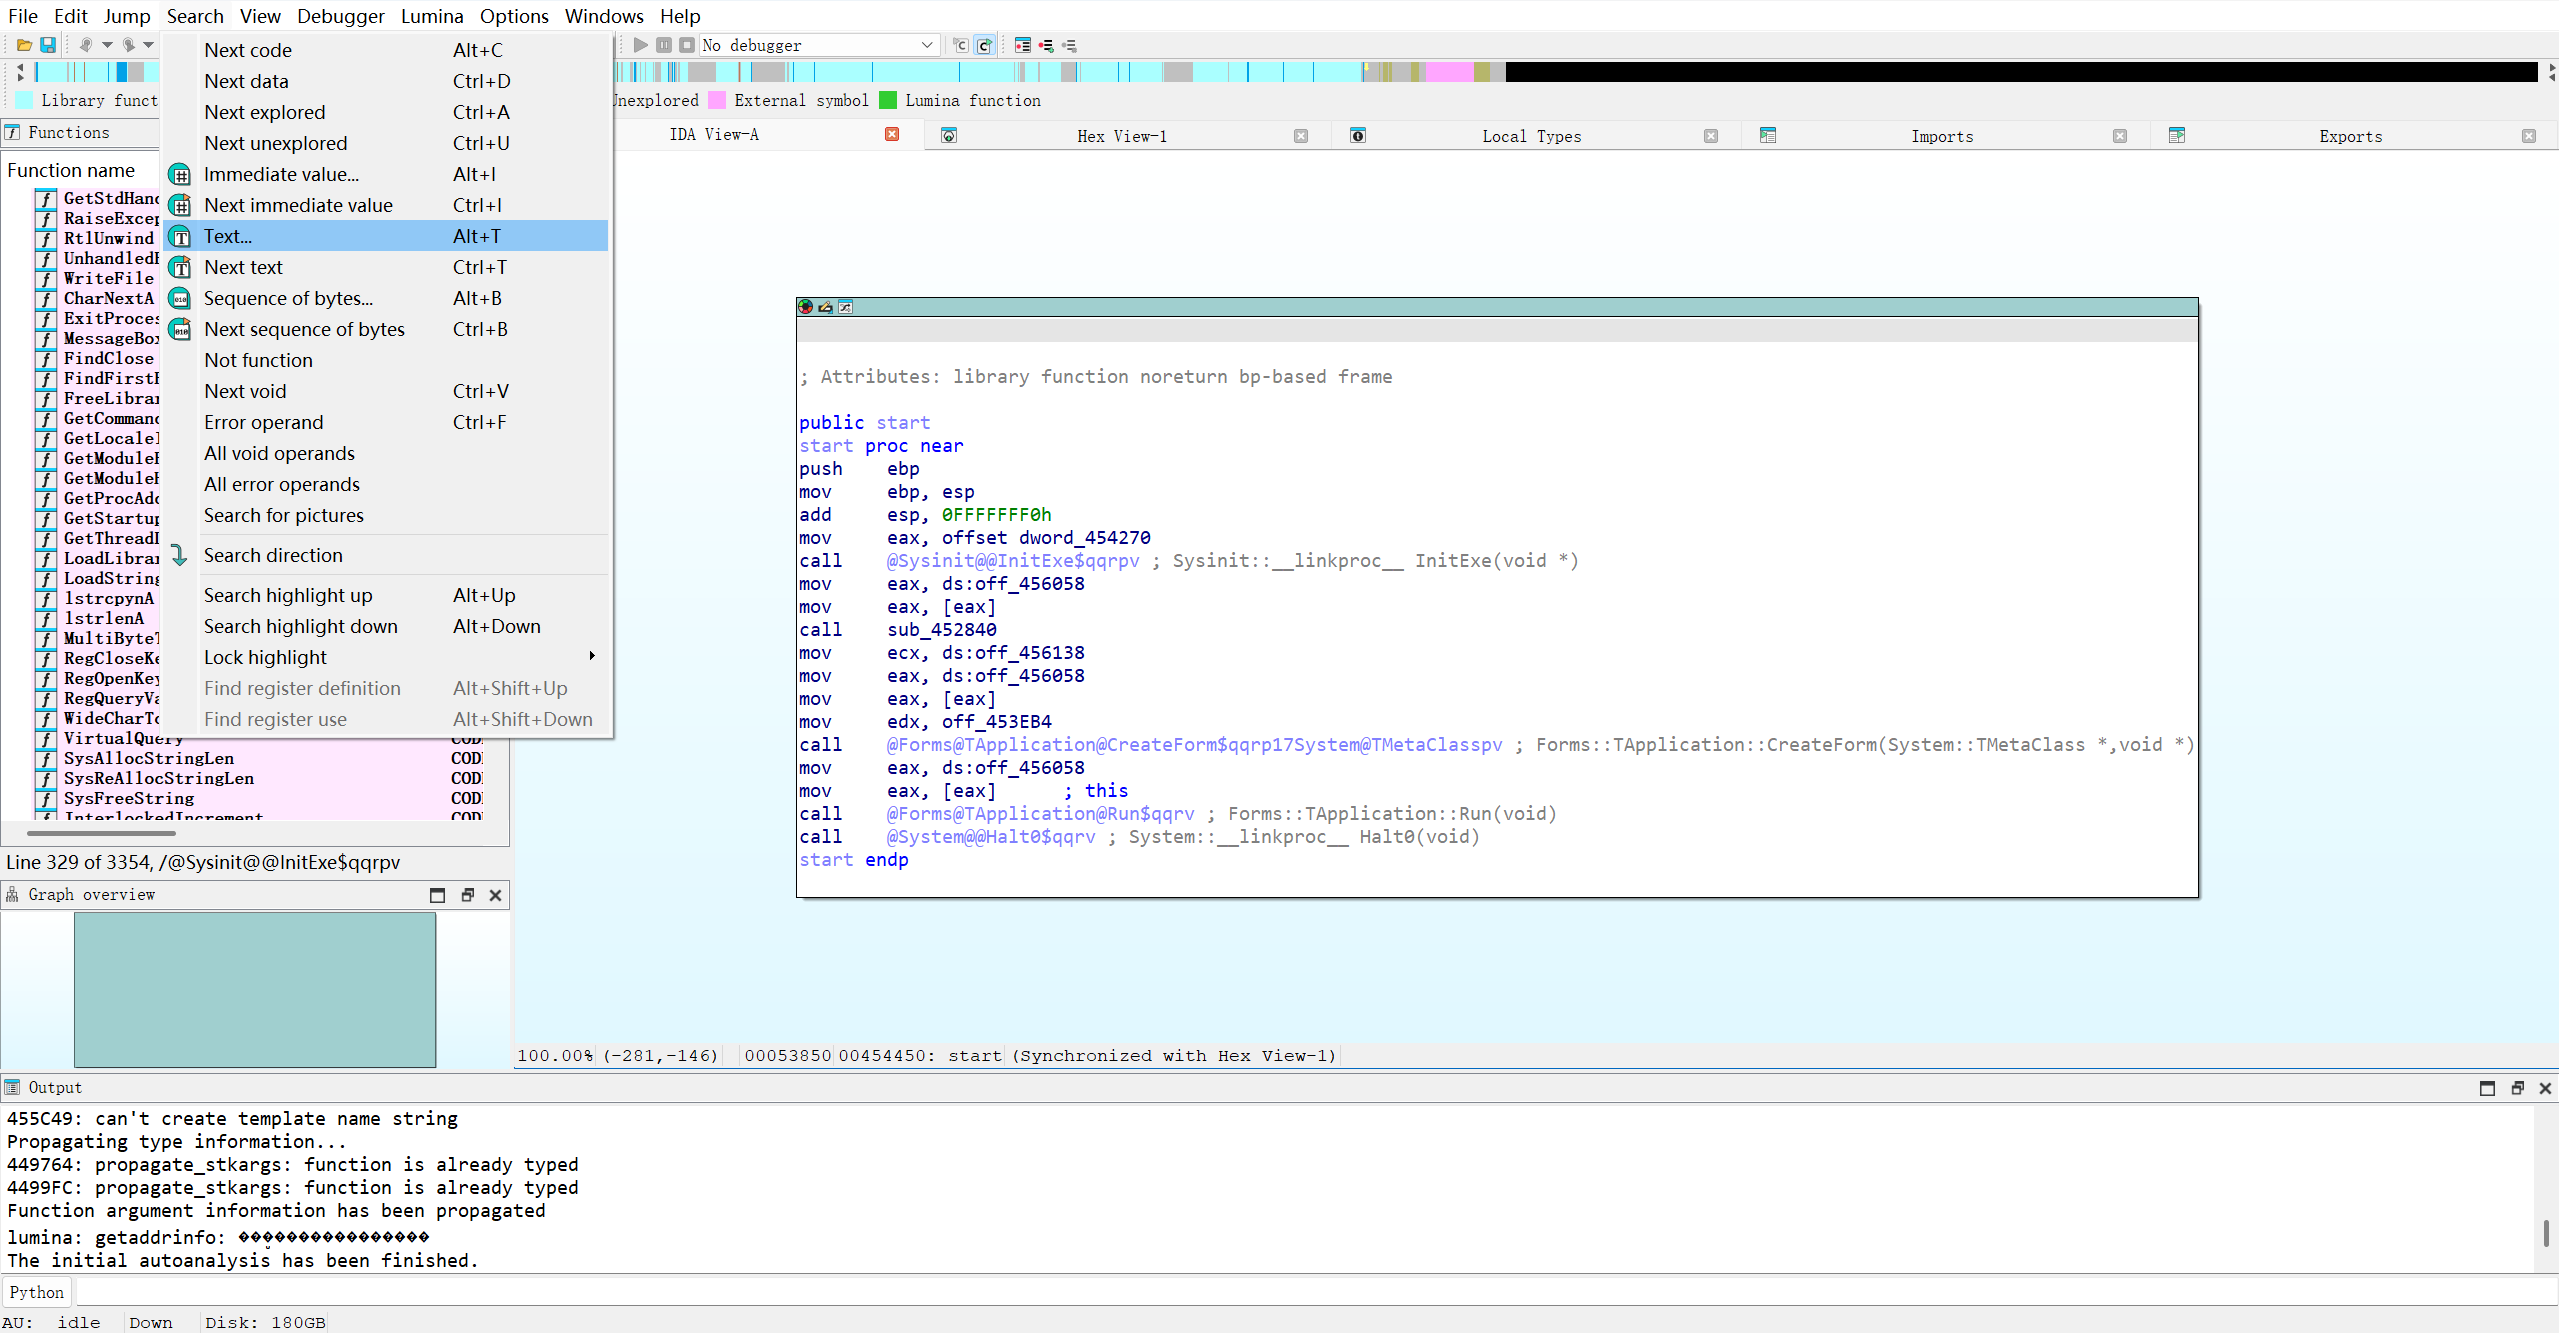 File Edit Jump Search View Debugger Lumina Options Windows Help
No debugger
Library funct
Unexplored External symbol Lumina function
Functions
Function name
GetStdHand
RaiseExcep
RtlUnwind
UnhandledE
WriteFile
CharNextA
ExitProces
MessageBox
FindClose
FindFirstF
FreeLibrar
GetCommand
GetLocaleI
GetModuleF
GetModuleH
GetProcAdd
GetStartup
GetThreadL
LoadLibrar
LoadString
lstrcpynA
lstrlenA
MultiByteT
RegCloseKe
RegOpenKey
RegQueryVa
WideCharTo
VirtualQuery CODI
SysAllocStringLen CODI
SysReAllocStringLen CODI
SysFreeString CODI
InterlockedIncrement CODI
Line 329 of 3354, /@Sysinit@@InitExe$qqrpv
Next code Alt+C
Next data Ctrl+D
Next explored Ctrl+A
Next unexplored Ctrl+U
Immediate value... Alt+I
Next immediate value Ctrl+I
Text... Alt+T
Next text Ctrl+T
Sequence of bytes... Alt+B
Next sequence of bytes Ctrl+B
Not function
Next void Ctrl+V
Error operand Ctrl+F
All void operands
All error operands
Search for pictures
Search direction
Search highlight up Alt+Up
Search highlight down Alt+Down
Lock highlight
Find register definition Alt+Shift+Up
Find register use Alt+Shift+Down
IDA View-A Hex View-1 Local Types Imports Exports
; Attributes: library function noreturn bp-based frame
public start
start proc near
push ebp
mov ebp, esp
add esp, 0FFFFFFF0h
mov eax, offset dword_454270
call @Sysinit@@InitExe$qqrpv ; Sysinit::__linkproc__ InitExe(void *)
mov eax, ds:off_456058
mov eax, [eax]
call sub_452840
mov ecx, ds:off_456138
mov eax, ds:off_456058
mov eax, [eax]
mov edx, off_453EB4
call @Forms@TApplication@CreateForm$qqrp17System@TMetaClasspv ; Forms::TApplication::CreateForm(System::TMetaClass *,void *)
mov eax, ds:off_456058
mov eax, [eax] ; this
call @Forms@TApplication@Run$qqrv ; Forms::TApplication::Run(void)
call @System@@Halt0$qqrv ; System::__linkproc__ Halt0(void)
start endp
Graph overview
100.00% (-281,-146) 00053850 00454450: start (Synchronized with Hex View-1)
Output
455C49: can't create template name string
Propagating type information...
449764: propagate_stkargs: function is already typed
4499FC: propagate_stkargs: function is already typed
Function argument information has been propagated
lumina: getaddrinfo:
The initial autoanalysis has been finished.
Python
AU: idle Down Disk: 180GB